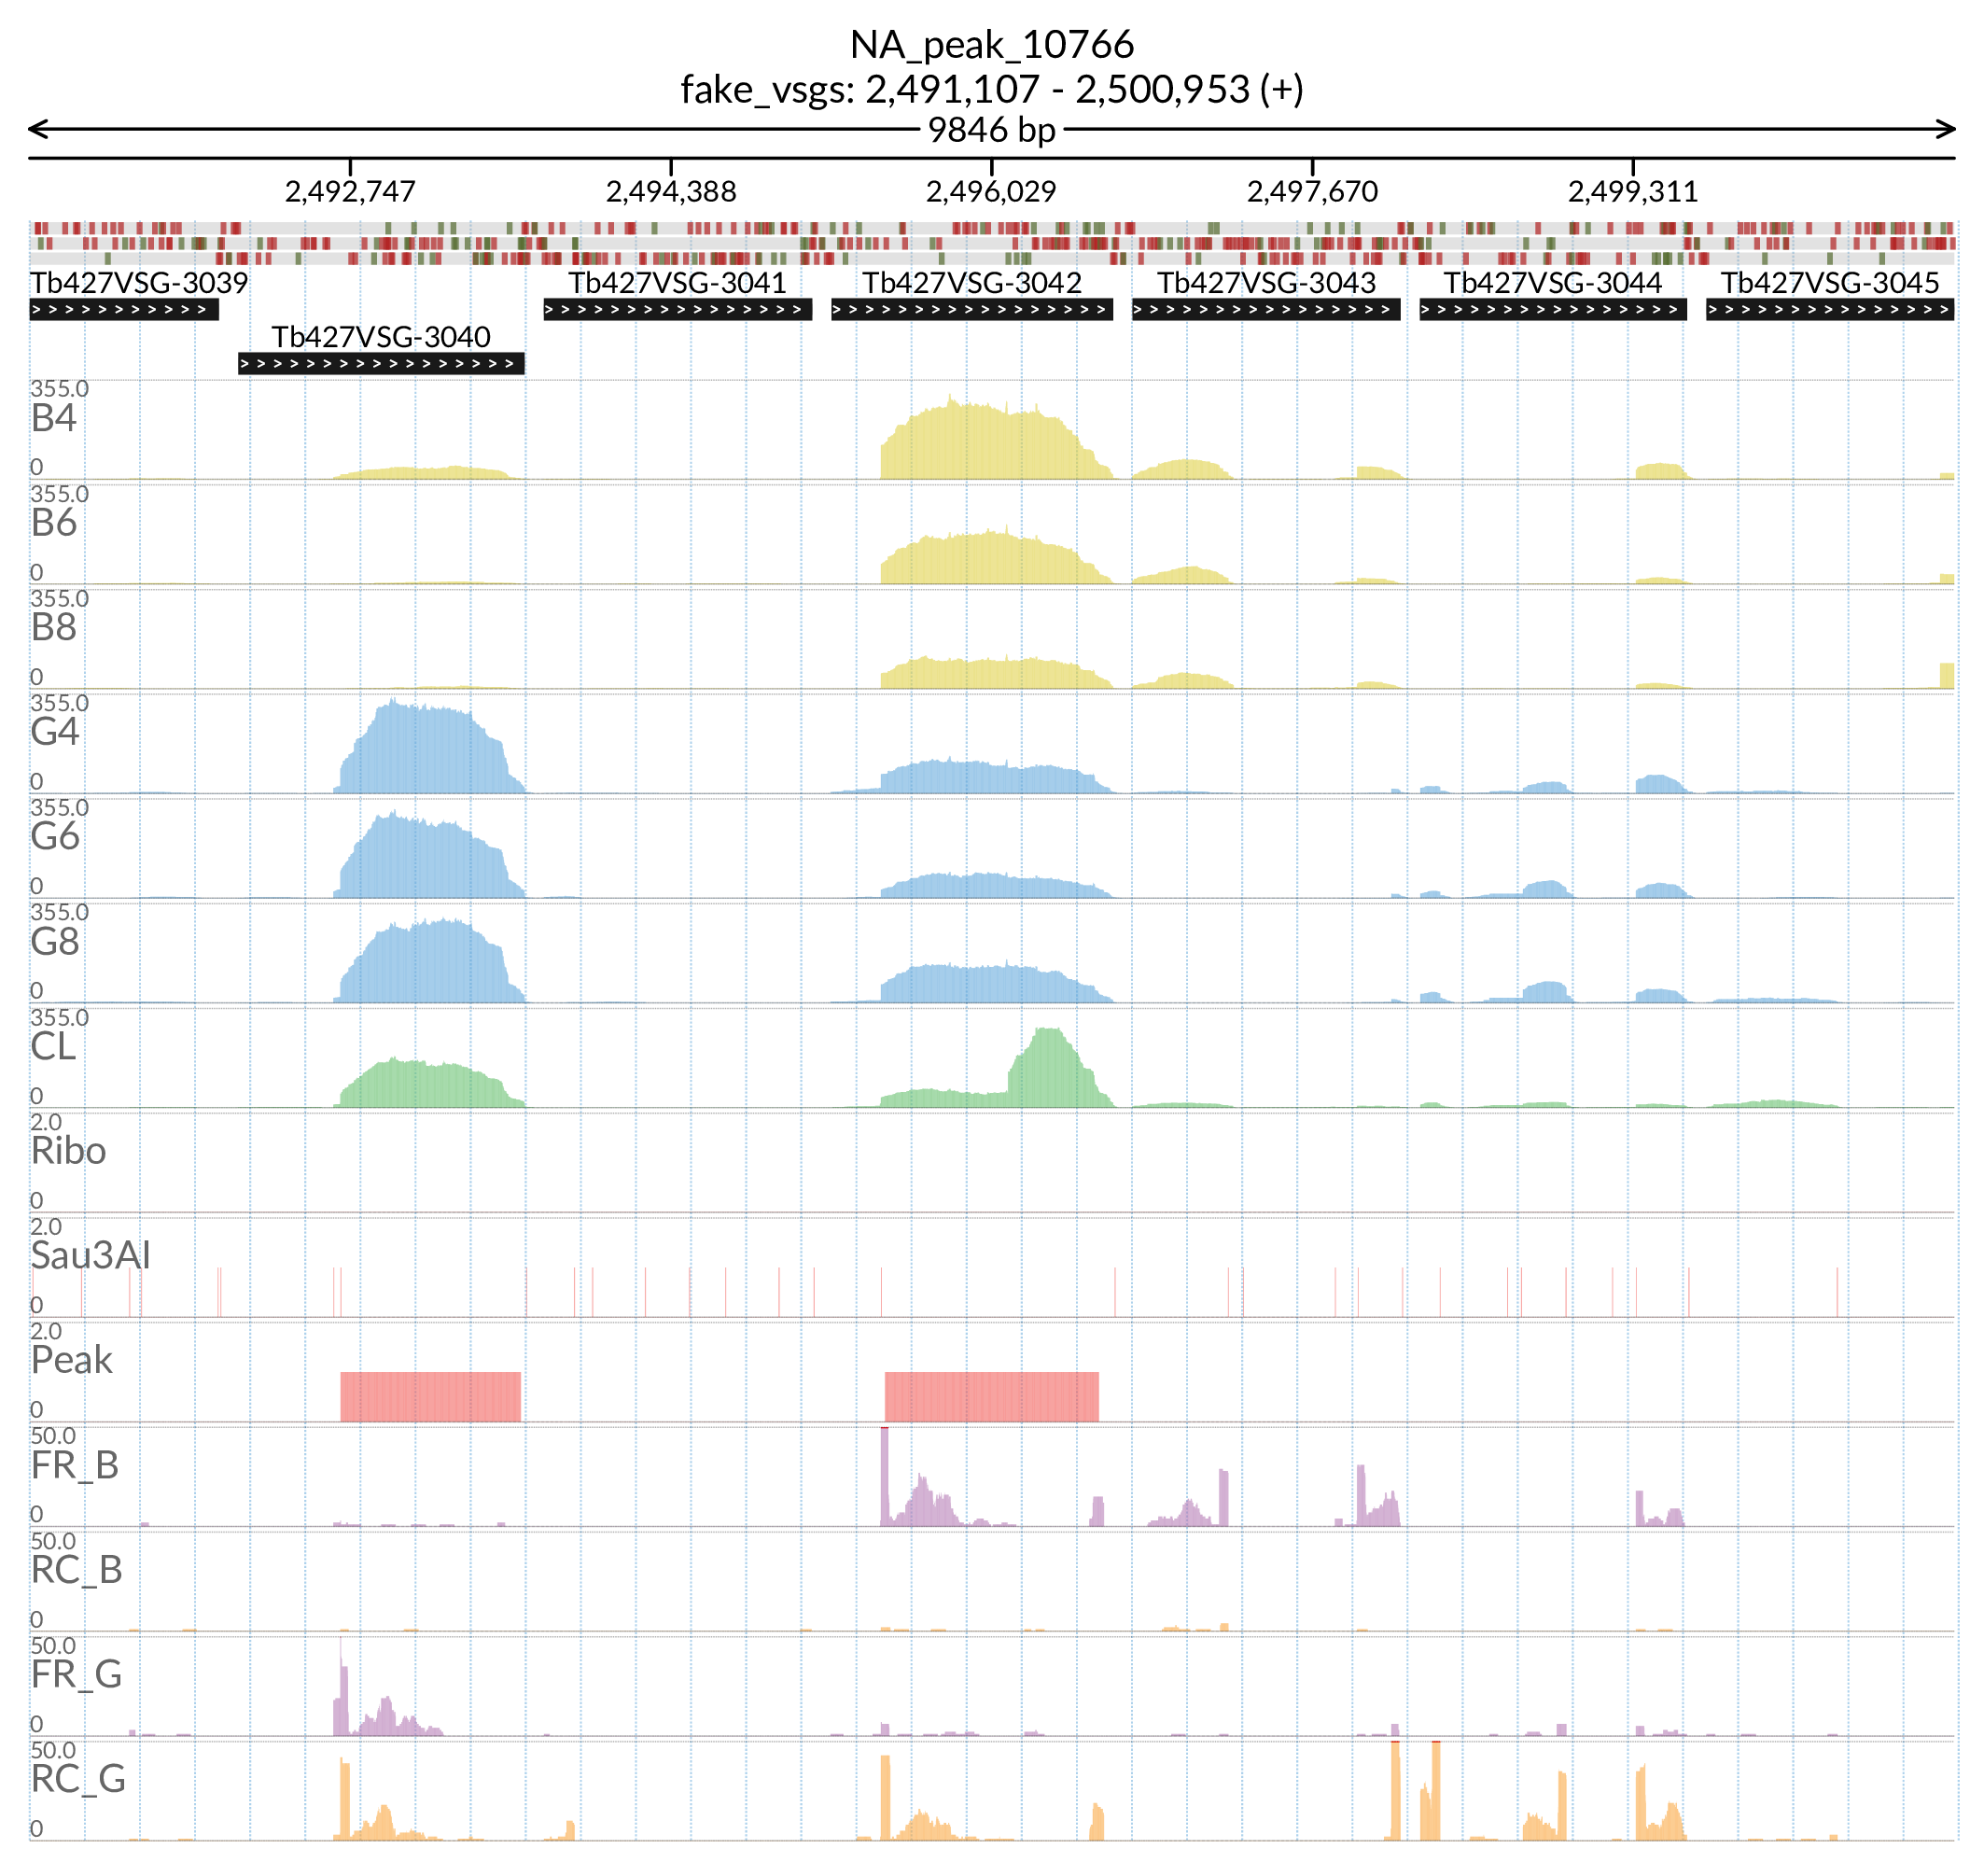 NA_peak_10766
fake_vsgs: 2,491,107 - 2,500,953 (+)
9846 bp
2,492,747 2,494,388 2,496,029 2,497,670 2,499,311
Tb427VSG-3039 Tb427VSG-3041 Tb427VSG-3042 Tb427VSG-3043 Tb427VSG-3044 Tb427VSG-3045
Tb427VSG-3040
355.0
B4
0
355.0
B6
0
355.0
B8
0
355.0
G4
0
355.0
G6
0
355.0
G8
0
355.0
CL
0
2.0
Ribo
0
2.0
Sau3AI
0
2.0
Peak
0
50.0
FR_B
0
50.0
RC_B
0
50.0
FR_G
0
50.0
RC_G
0